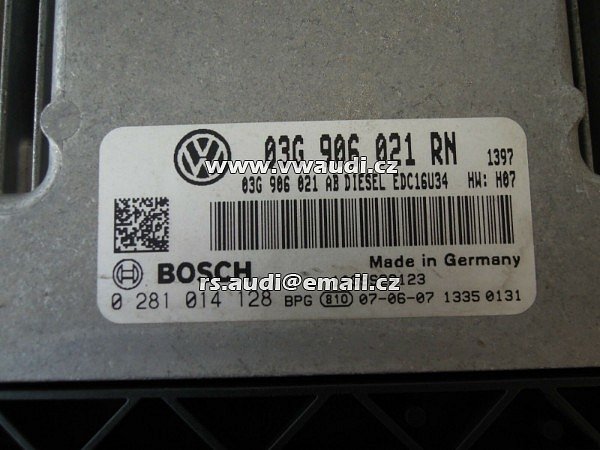 03G 906 021 RN 1397
www.vwaudi.cz
03G 906 021 AB DIESEL EDC16U34 HW: H07
Made in Germany
BOSCH
rs.audi@email.cz
0 281 014 128 BPG 810 07-06-07 1335 0131